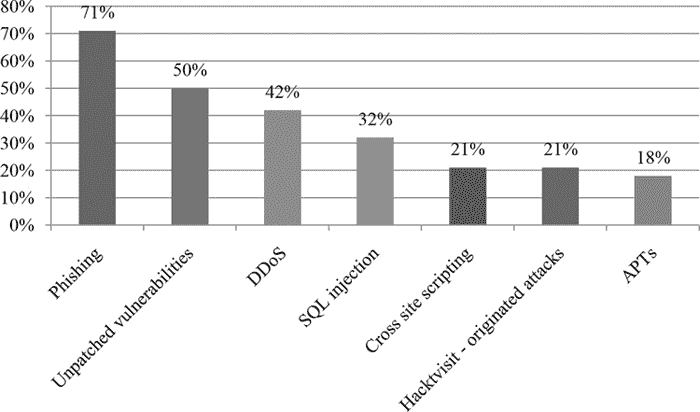 80%
70%
60%
50%
40%
30%
20%
10%
0%
71%
50%
42%
32%
21%
21%
18%
Phishing
Unpatched vulnerabilities
DDoS
SQL injection
Cross site scripting
Hacktvisit - originated attacks
APTs